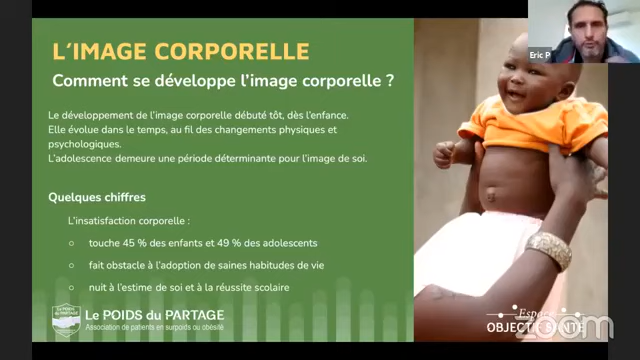 L'IMAGE CORPORELLE
Comment se développe l'image corporelle ?
Le développement de l'image corporelle débuté tôt, dès l'enfance.
Elle évolue dans le temps, au fil des changements physiques et
psychologiques.
L'adolescence demeure une période déterminante pour l'image de soi.
Quelques chiffres
L'insatisfaction corporelle :
○ touche 45 % des enfants et 49 % des adolescents
○ fait obstacle à l'adoption de saines habitudes de vie
○ nuit à l'estime de soi et à la réussite scolaire
Le POIDS du PARTAGE
Association de patients en surpoids ou obésité
Eric P
Espace
OBJECTIF SANTÉ
zoom